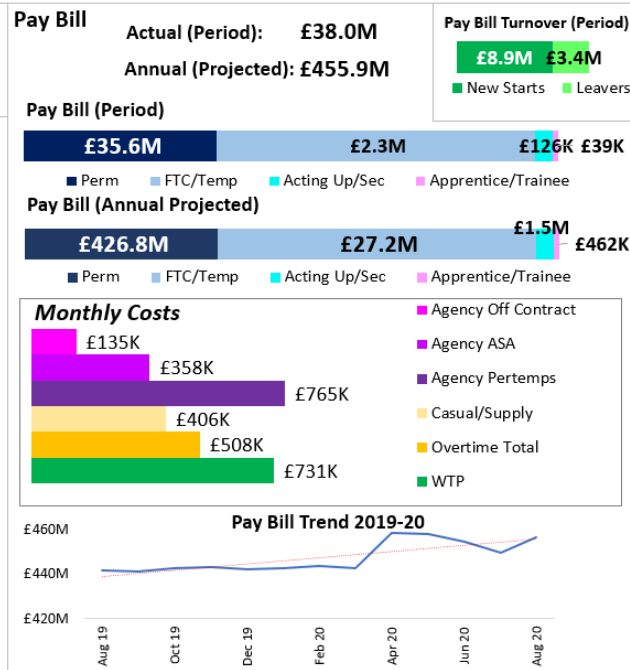 Pay Bill
Actual (Period): £38.0M
Annual (Projected): £455.9M
Pay Bill Turnover (Period)
£8.9M £3.4M
New Starts Leavers
Pay Bill (Period)
£35.6M £2.3M £126K £39K
Perm FTC/Temp Acting Up/Sec Apprentice/Trainee
Pay Bill (Annual Projected)
£426.8M £27.2M £1.5M £462K
Perm FTC/Temp Acting Up/Sec Apprentice/Trainee
Monthly Costs
£135K
£358K
£765K
£406K
£508K
£731K
Agency Off Contract
Agency ASA
Agency Pertemps
Casual/Supply
Overtime Total
WTP
Pay Bill Trend 2019-20
£460M
£440M
£420M
Aug 19 Oct 19 Dec 19 Feb 20 Apr 20 Jun 20 Aug 20